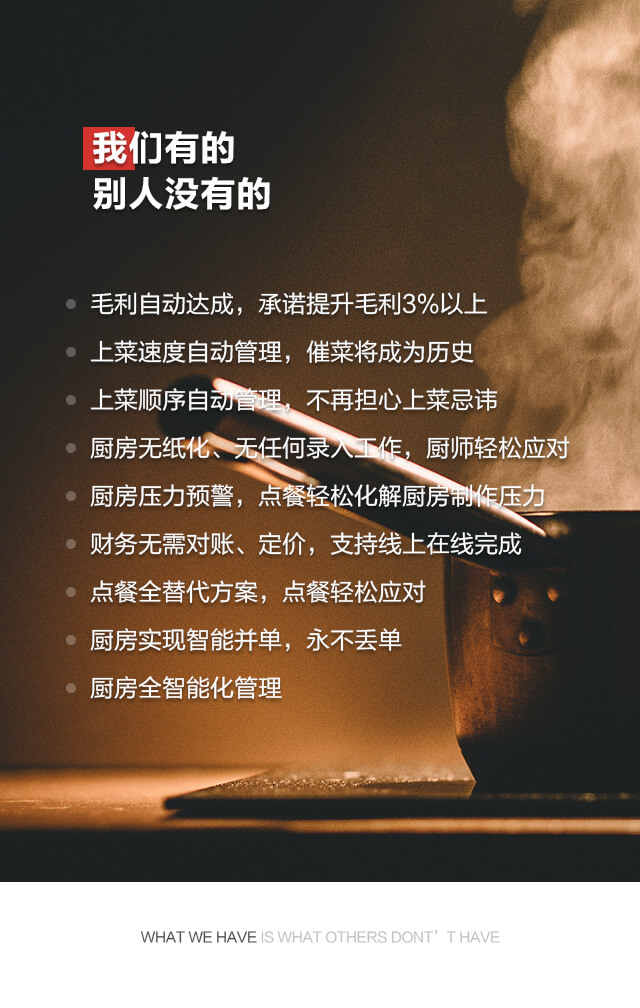 我们有的
别人没有的
毛利自动达成，承诺提升毛利3%以上
上菜速度自动管理，催菜将成为历史
上菜顺序自动管理，不再担心上菜忌讳
厨房无纸化、无任何录入工作，厨师轻松应对
厨房压力预警，点餐轻松化解厨房制作压力
财务无需对账、定价，支持线上在线完成
点餐全替代方案，点餐轻松应对
厨房实现智能并单，永不丢单
厨房全智能化管理
WHAT WE HAVE IS WHAT OTHERS DONT’T HAVE